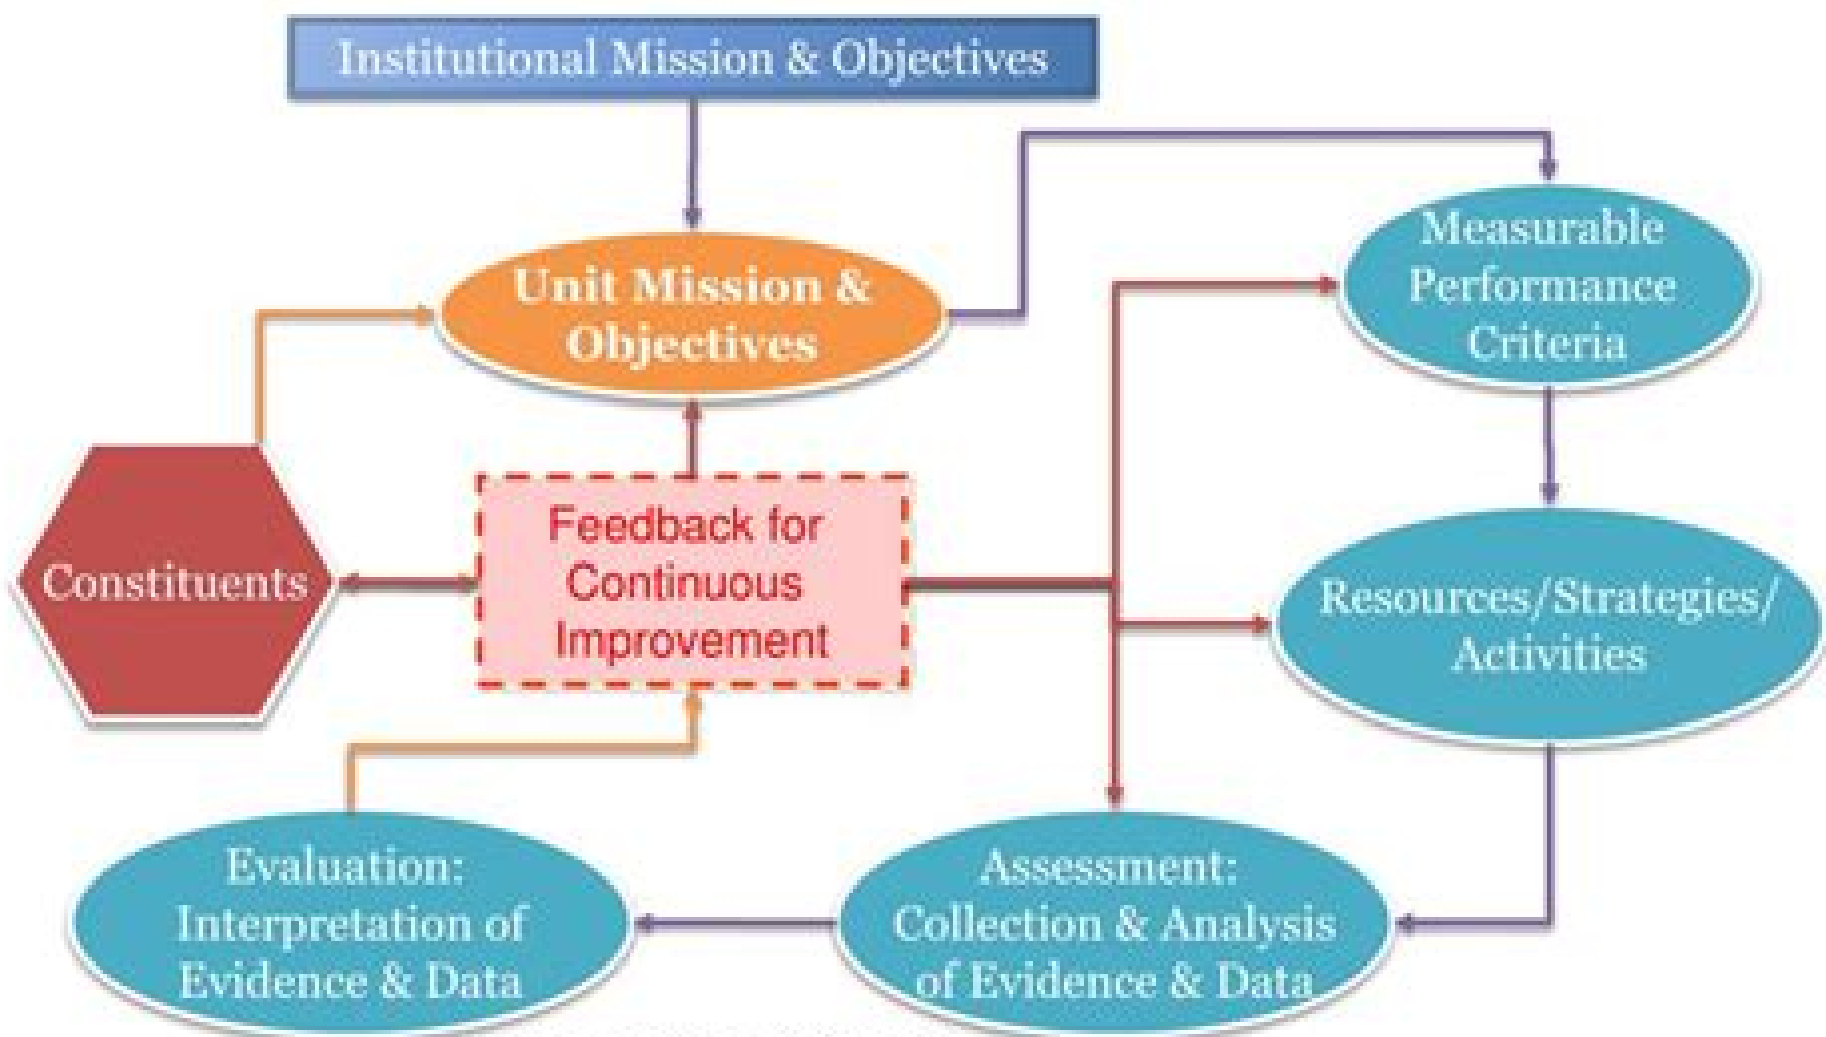 Institutional Mission & Objectives
Unit Mission &
Objectives
Measurable
Performance
Criteria
Constituents
Feedback for
Continuous
Improvement
Resources/Strategies/
Activities
Evaluation:
Interpretation of
Evidence & Data
Assessment:
Collection & Analysis
of Evidence & Data